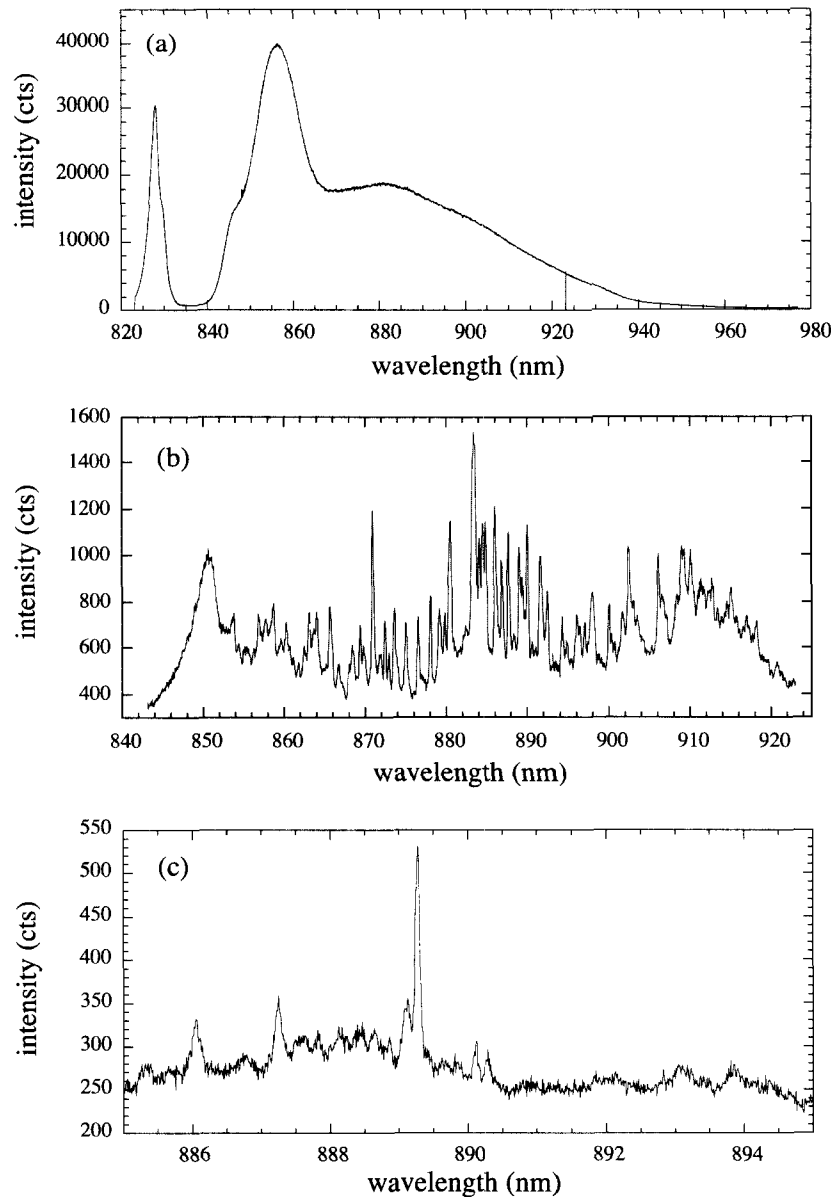 (a)
intensity (cts)
40000
30000
20000
10000
0
820 840 860 880 900 920 940 960 980
wavelength (nm)
(b)
intensity (cts)
1600
1400
1200
1000
800
600
400
840 850 860 870 880 890 900 910 920
wavelength (nm)
(c)
intensity (cts)
550
500
450
400
350
300
250
200
886 888 890 892 894
wavelength (nm)